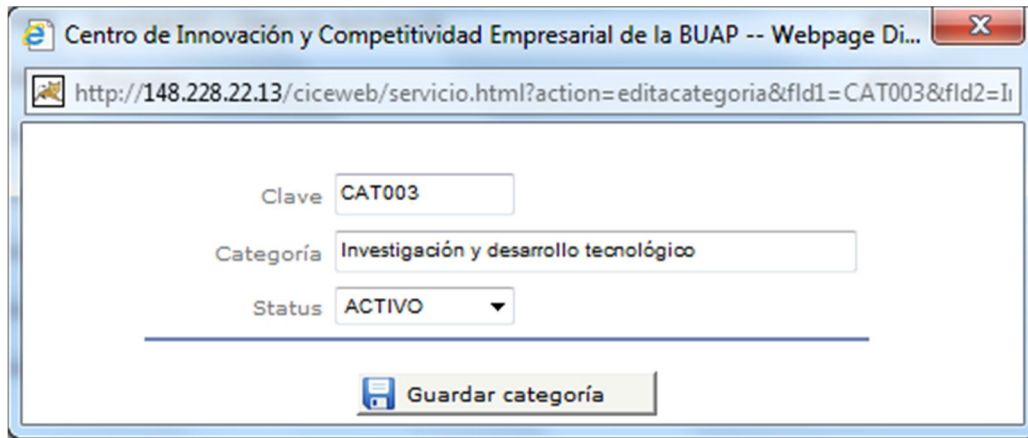 Centro de Innovación y Competitividad Empresarial de la BUAP -- Webpage Di...
http://148.228.22.13/ciceweb/servicio.html?action=editacategoria&fld1=CAT003&fld2=I
Clave CAT003
Categoría Investigación y desarrollo tecnológico
Status ACTIVO
Guardar categoría